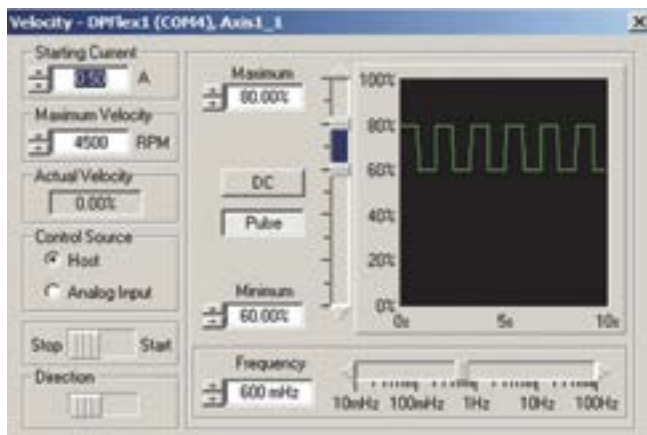 Velocity - DPFlex1 (COM4), Axis1_1
Starting Current
0.50 A
Maximum Velocity
4500 RPM
Actual Velocity
0.00%
Control Source
Host
Analog Input
Stop Start
Direction
Maximum
80.00%
DC
Pulse
Minimum
60.00%
100%
80%
60%
40%
20%
0%
0s 5s 10s
Frequency
600 mHz
10mHz 100mHz 1Hz 10Hz 100Hz